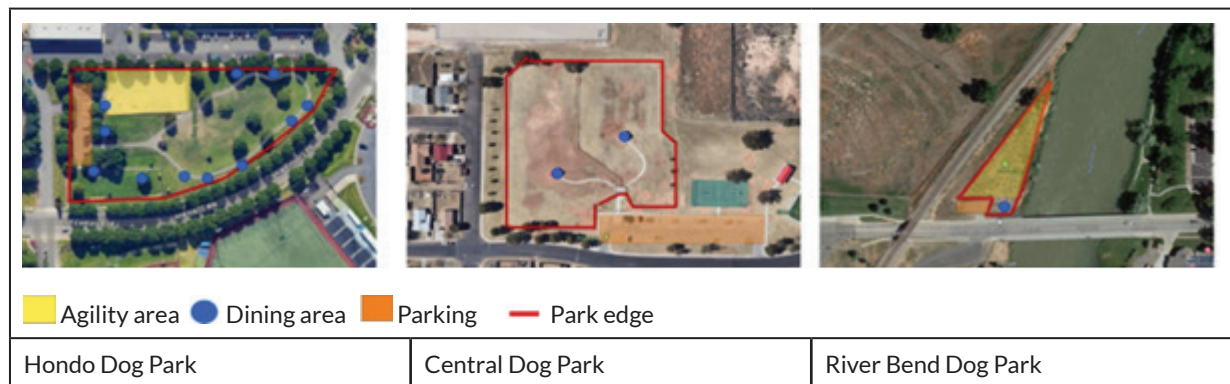 Agility area Dining area Parking Park edge
Hondo Dog Park
Central Dog Park
River Bend Dog Park